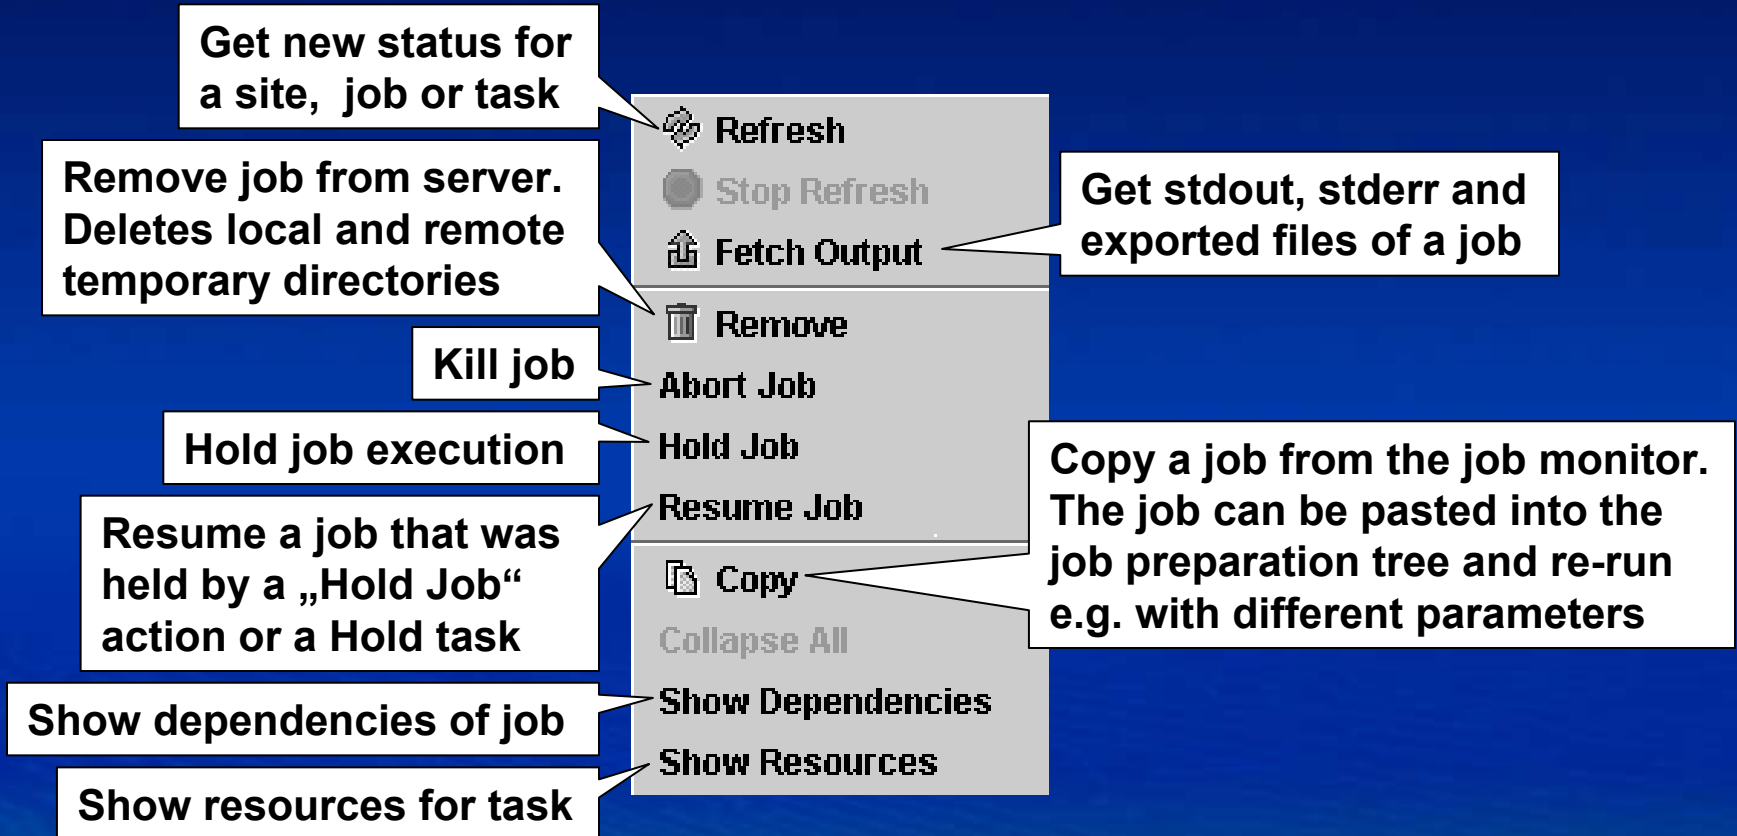 Get new status for
a site, job or task
Remove job from server.
Deletes local and remote
temporary directories
Kill job
Hold job execution
Resume a job that was
held by a „Hold Job“
action or a Hold task
Show dependencies of job
Show resources for task
Refresh
Stop Refresh
Fetch Output
Remove
Abort Job
Hold Job
Resume Job
Copy
Collapse All
Show Dependencies
Show Resources
Get stdout, stderr and
exported files of a job
Copy a job from the job monitor.
The job can be pasted into the
job preparation tree and re-run
e.g. with different parameters